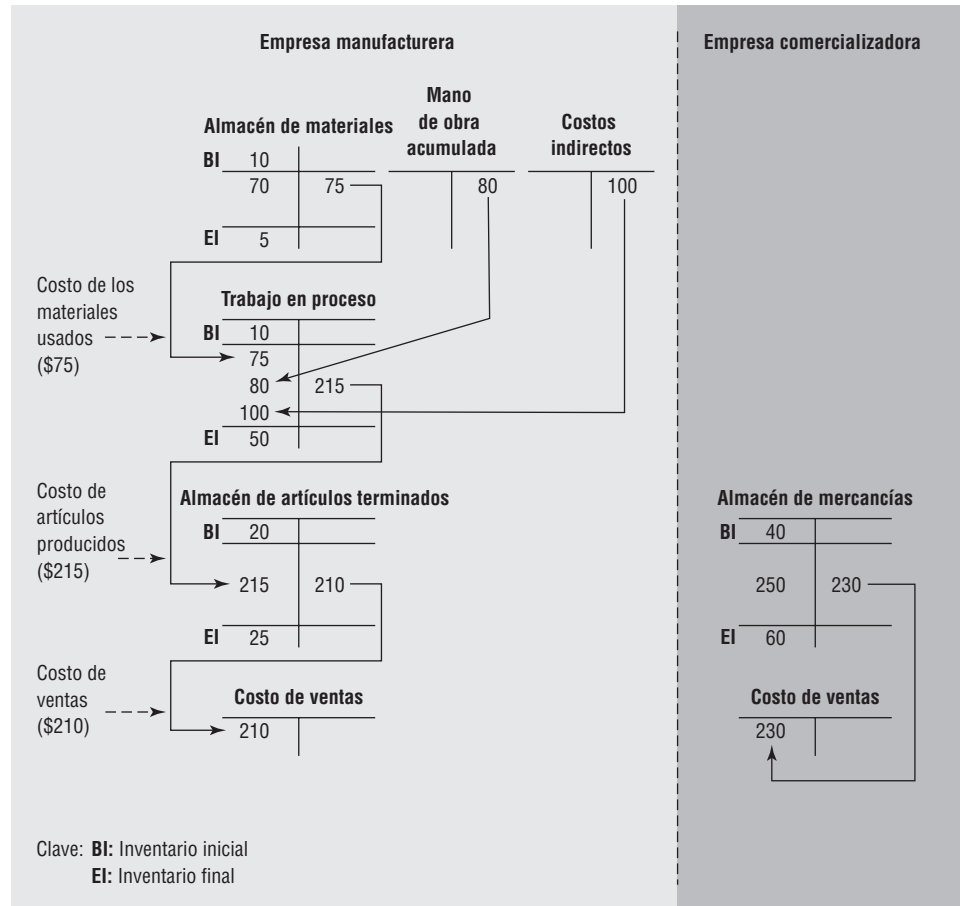 Empresa manufacturera
Empresa comercializadora
Almacén de materiales
BI 10
70 75
EI 5
Mano
de obra
acumulada
80
Costos
indirectos
100
Costo de los
materiales
usados
($75)
Trabajo en proceso
BI 10
75
80 215
100
EI 50
Costo de
artículos
producidos
($215)
Almacén de artículos terminados
BI 20
215 210
EI 25
Costo de
ventas
($210)
Costo de ventas
210
Almacén de mercancías
BI 40
250 230
EI 60
Costo de ventas
230
Clave: BI: Inventario inicial
EI: Inventario final